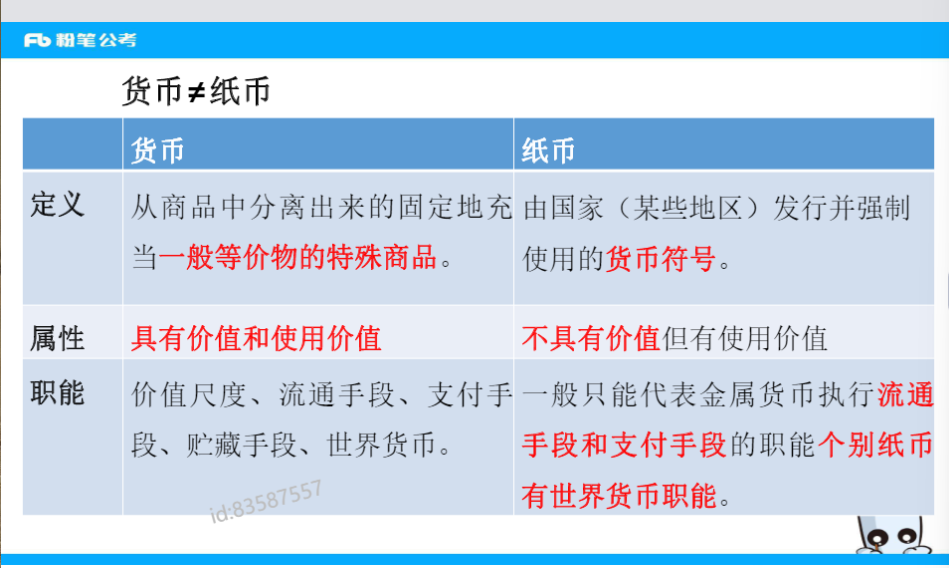 粉笔公考
货币≠纸币
货币
纸币
定义
从商品中分离出来的固定地充
当一般等价物的特殊商品。
由国家（某些地区）发行并强制
使用的货币符号。
属性
具有价值和使用价值
不具有价值但有使用价值
职能
价值尺度、流通手段、支付手
段、贮藏手段、世界货币。
一般只能代表金属货币执行流通
手段和支付手段的职能个别纸币
有世界货币职能。
id:83587557